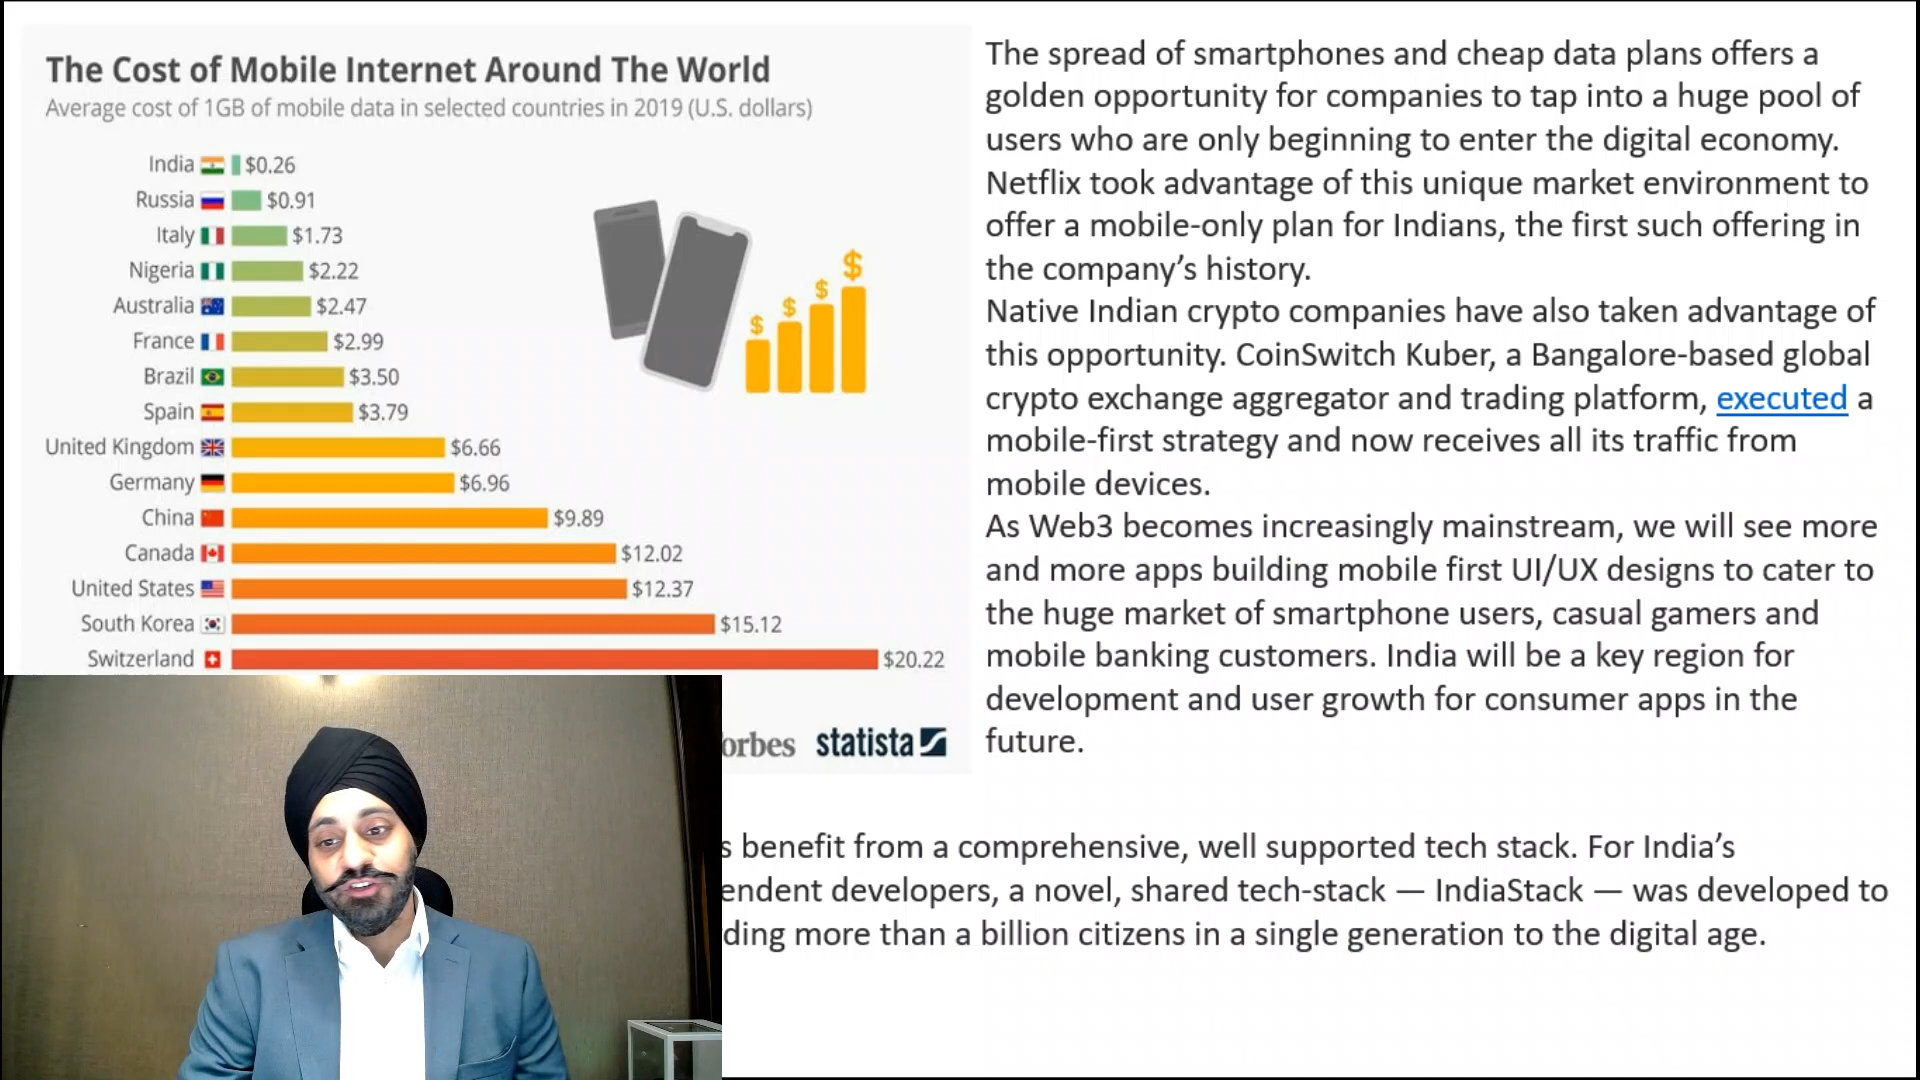 The Cost of Mobile Internet Around The World
Average cost of 1GB of mobile data in selected countries in 2019 (U.S. dollars)
India $0.26
Russia $0.91
Italy $1.73
Nigeria $2.22
Australia $2.47
France $2.99
Brazil $3.50
Spain $3.79
United Kingdom $6.66
Germany $6.96
China $9.89
Canada $12.02
United States $12.37
South Korea $15.12
Switzerland $20.22
$ $ $ $
orbes statista
The spread of smartphones and cheap data plans offers a
golden opportunity for companies to tap into a huge pool of
users who are only beginning to enter the digital economy.
Netflix took advantage of this unique market environment to
offer a mobile-only plan for Indians, the first such offering in
the company’s history.
Native Indian crypto companies have also taken advantage of
this opportunity. CoinSwitch Kuber, a Bangalore-based global
crypto exchange aggregator and trading platform, executed a
mobile-first strategy and now receives all its traffic from
mobile devices.
As Web3 becomes increasingly mainstream, we will see more
and more apps building mobile first UI/UX designs to cater to
the huge market of smartphone users, casual gamers and
mobile banking customers. India will be a key region for
development and user growth for consumer apps in the
future.
s benefit from a comprehensive, well supported tech stack. For India’s
endent developers, a novel, shared tech-stack — IndiaStack — was developed to
ding more than a billion citizens in a single generation to the digital age.